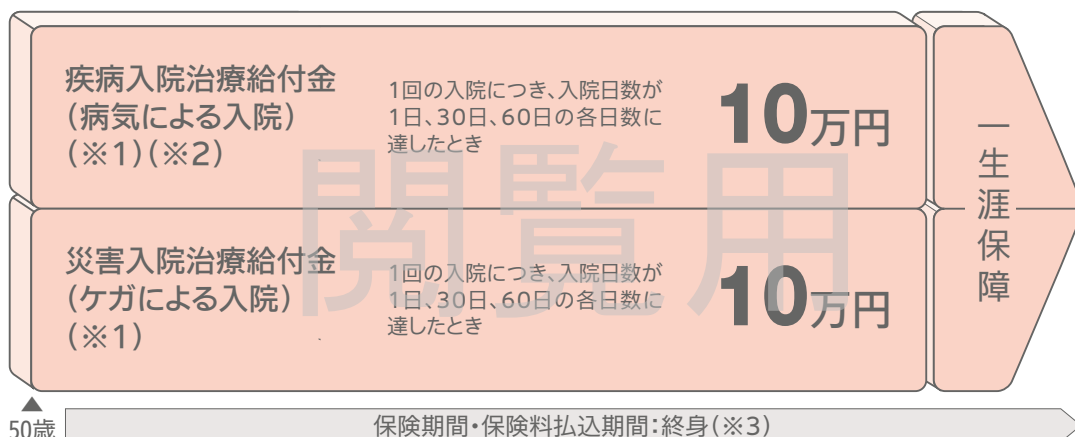 疾病入院治療給付金
(病気による入院)
(※1)(※2)
1回の入院につき、入院日数が
1日、30日、60日の各日数に
達したとき
10万円
災害入院治療給付金
(ケガによる入院)
(※1)
1回の入院につき、入院日数が
1日、30日、60日の各日数に
達したとき
10万円
一生涯保障
閲覧用
50歳
保険期間・保険料払込期間:終身(※3)